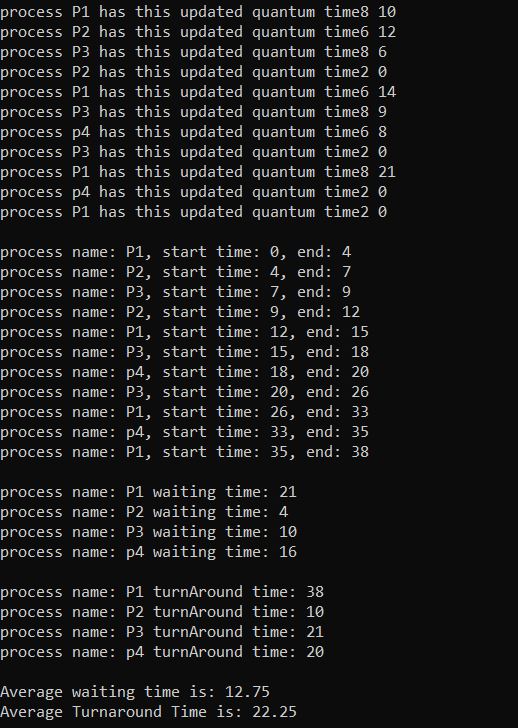 process P1 has this updated quantum time8 10
process P2 has this updated quantum time6 12
process P3 has this updated quantum time8 6
process P2 has this updated quantum time2 0
process P1 has this updated quantum time6 14
process P3 has this updated quantum time8 9
process p4 has this updated quantum time6 8
process P3 has this updated quantum time2 0
process P1 has this updated quantum time8 21
process p4 has this updated quantum time2 0
process P1 has this updated quantum time2 0
process name: P1, start time: 0, end: 4
process name: P2, start time: 4, end: 7
process name: P3, start time: 7, end: 9
process name: P2, start time: 9, end: 12
process name: P1, start time: 12, end: 15
process name: P3, start time: 15, end: 18
process name: p4, start time: 18, end: 20
process name: P3, start time: 20, end: 26
process name: P1, start time: 26, end: 33
process name: p4, start time: 33, end: 35
process name: P1, start time: 35, end: 38
process name: P1 waiting time: 21
process name: P2 waiting time: 4
process name: P3 waiting time: 10
process name: p4 waiting time: 16
process name: P1 turnAround time: 38
process name: P2 turnAround time: 10
process name: P3 turnAround time: 21
process name: p4 turnAround time: 20
Average waiting time is: 12.75
Average Turnaround Time is: 22.25